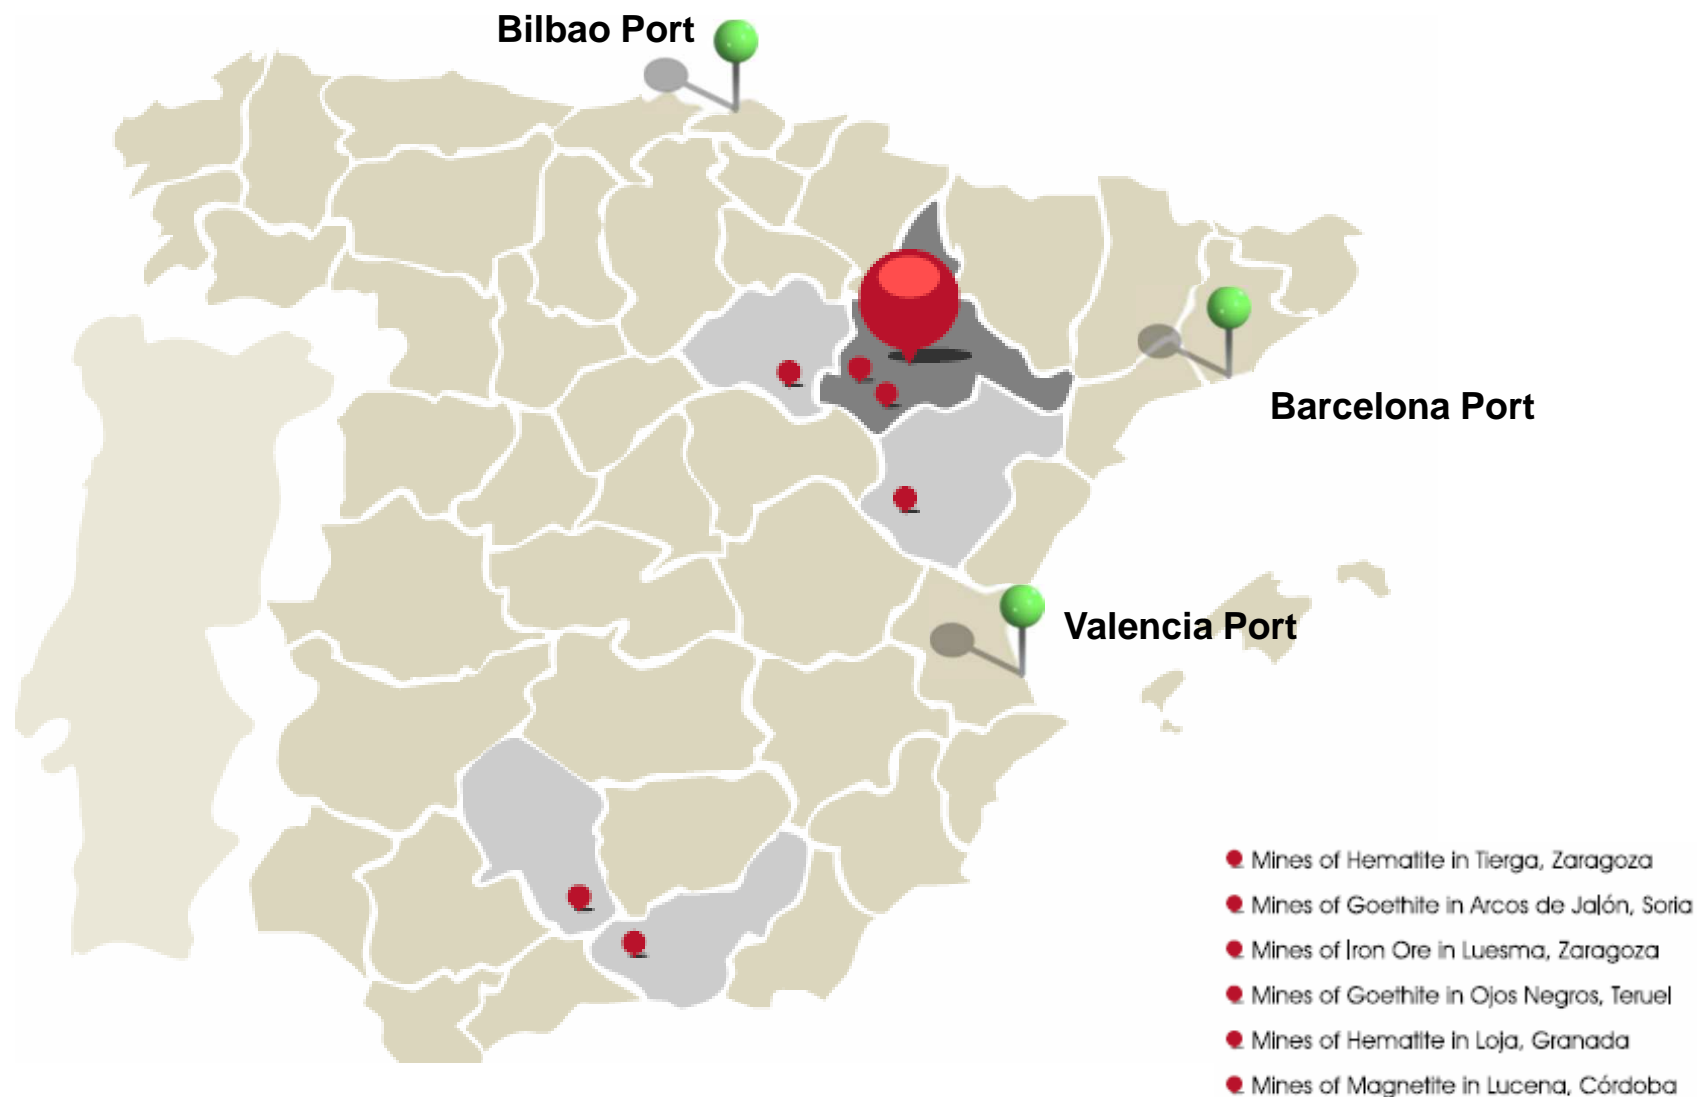 Bilbao Port
Barcelona Port
Valencia Port
Mines of Hematite in Tierga, Zaragoza
Mines of Goethite in Arcos de Jalón, Soria
Mines of Iron Ore in Luesma, Zaragoza
Mines of Goethite in Ojos Negros, Teruel
Mines of Hematite in Loja, Granada
Mines of Magnetite in Lucena, Córdoba